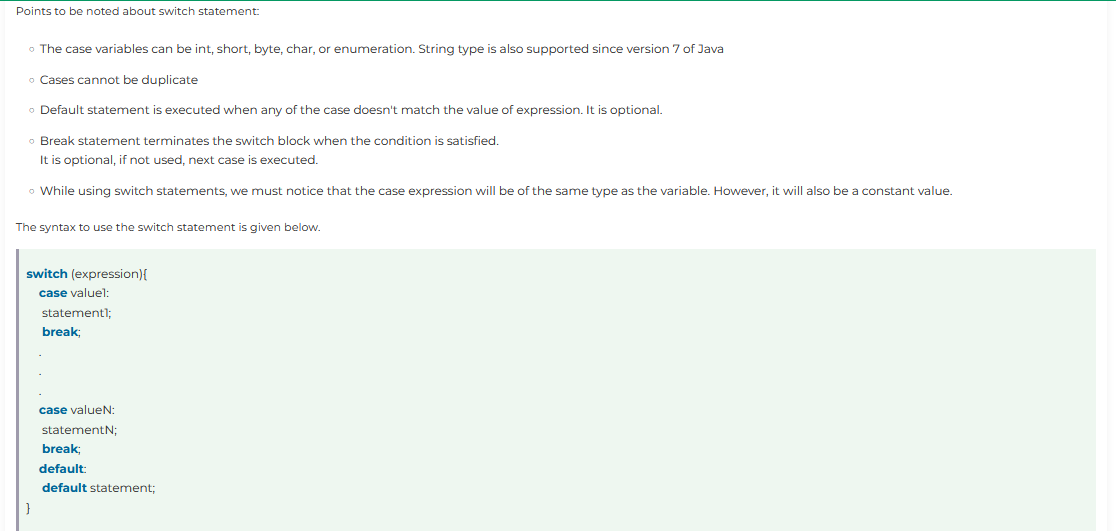 Points to be noted about switch statement:
◦ The case variables can be int, short, byte, char, or enumeration. String type is also supported since version 7 of Java
◦ Cases cannot be duplicate
◦ Default statement is executed when any of the case doesn't match the value of expression. It is optional.
◦ Break statement terminates the switch block when the condition is satisfied.
It is optional, if not used, next case is executed.
◦ While using switch statements, we must notice that the case expression will be of the same type as the variable. However, it will also be a constant value.
The syntax to use the switch statement is given below.
switch (expression){
case value1:
statement1;
break;
.
.
.
case valueN:
statementN;
break;
default:
default statement;
}